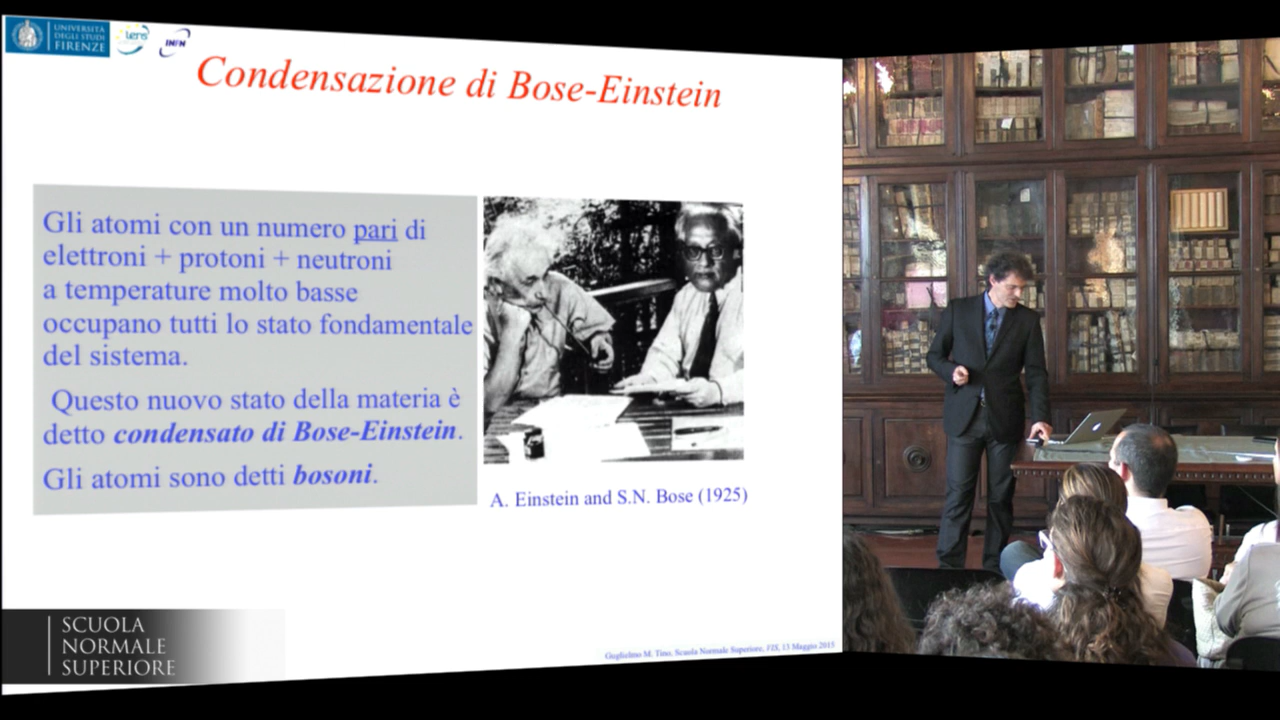 UNIVERSITÀ
DEGLI STUDI
FIRENZE
lens
INFN
Condensazione di Bose-Einstein
Gli atomi con un numero pari di
elettroni + protoni + neutroni
a temperature molto basse
occupano tutti lo stato fondamentale
del sistema.
Questo nuovo stato della materia è
detto condensato di Bose-Einstein.
Gli atomi sono detti bosoni.
A. Einstein and S.N. Bose (1925)
SCUOLA
NORMALE
SUPERIORE
Guglielmo M. Tino, Scuola Normale Superiore, VIS, 13 Maggio 2015